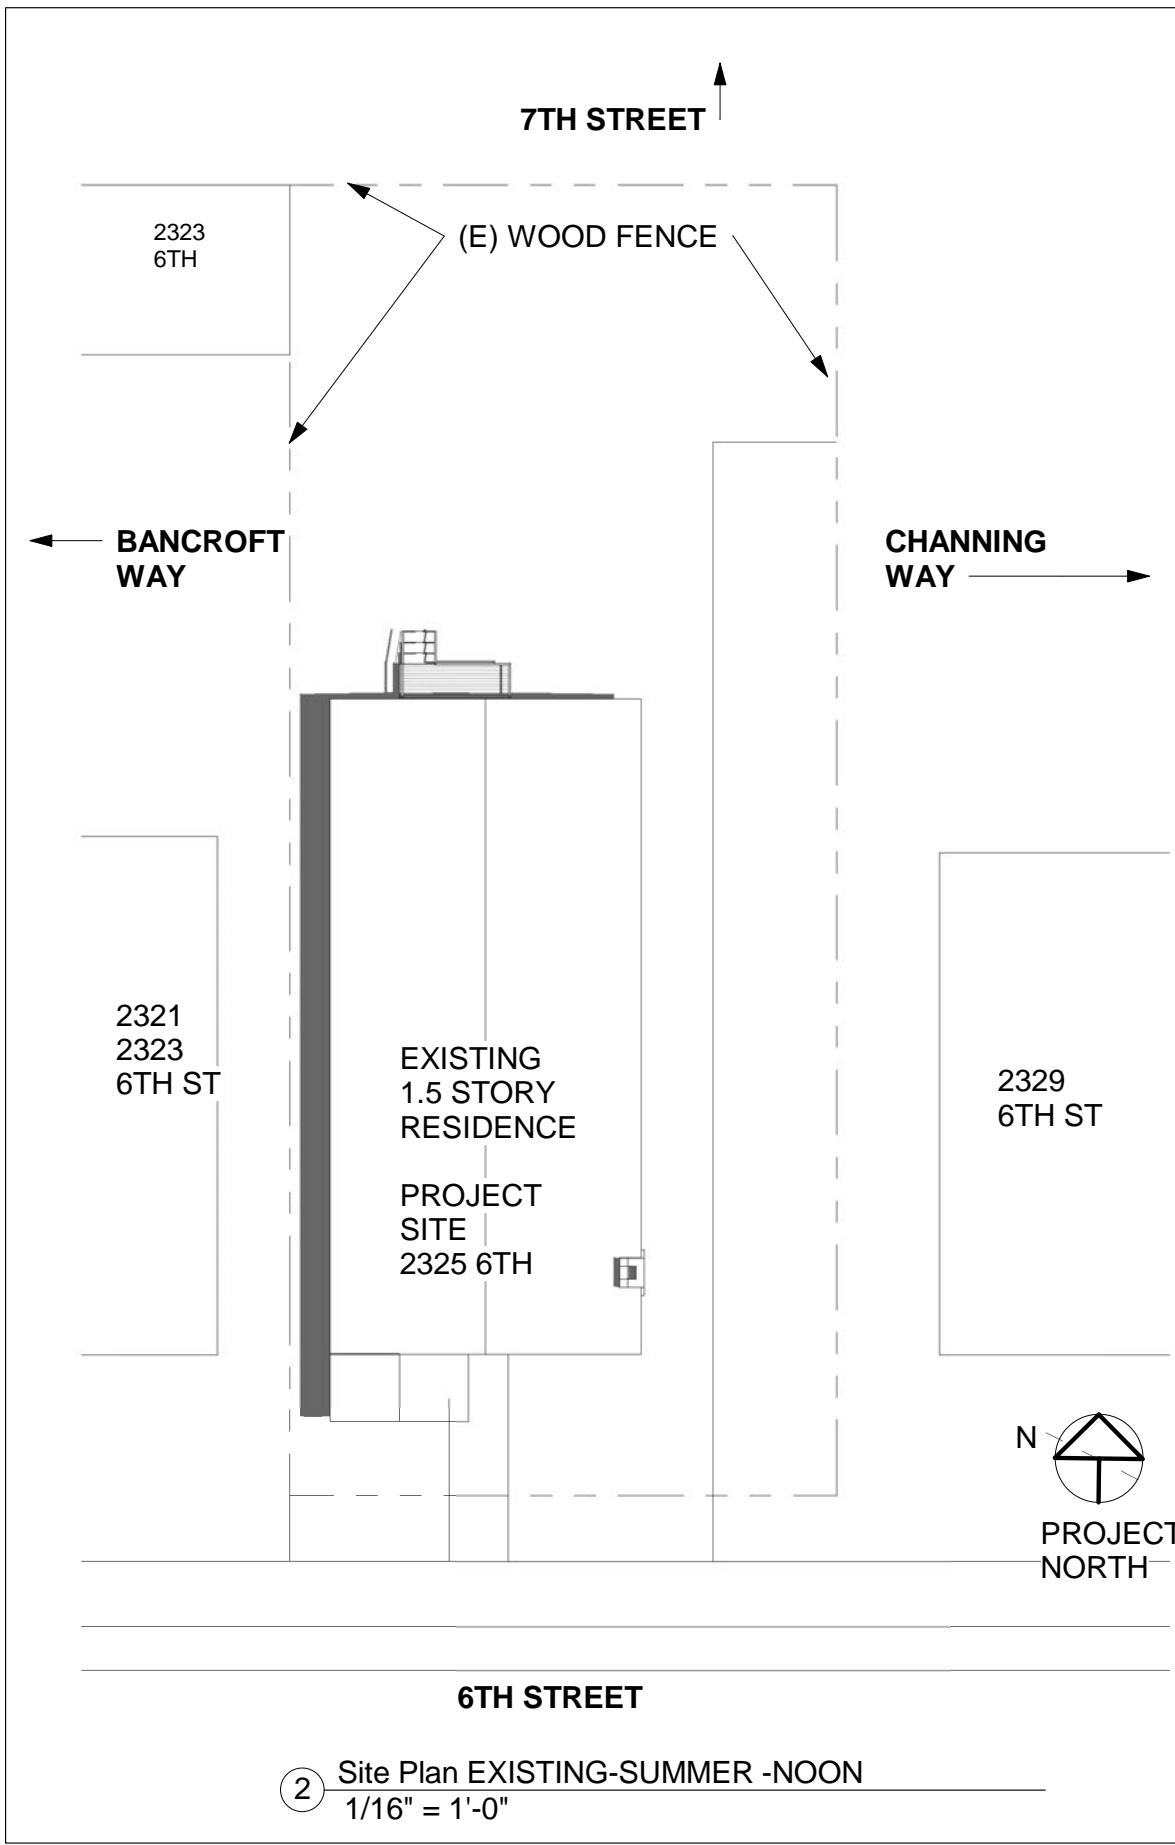 7TH STREET
2323
6TH
(E) WOOD FENCE
BANCROFT
WAY
CHANNING
WAY
2321
2323
6TH ST
EXISTING
1.5 STORY
RESIDENCE
PROJECT
SITE
2325 6TH
2329
6TH ST
N
PROJECT
NORTH
6TH STREET
2
Site Plan EXISTING-SUMMER -NOON
1/16" = 1'-0"